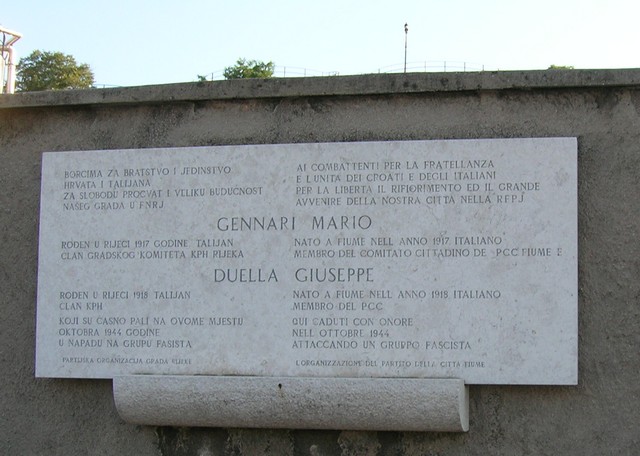 BORCIMA ZA BRATSTVO I JEDINSTVO
HRVATA I TALIJANA
ZA SLOBODU PROCVAT I VELIKU BUDUĆNOST
NAŠEG GRADA U FNRJ
AI COMBATTENTI PER LA FRATELLANZA
E L UNITA DEI CROATI E DEGLI ITALIANI
PER LA LIBERTA IL RIFIORIMENTO ED IL GRANDE
AVVENIRE DELLA NOSTRA CITTA NELLA RFPJ
GENNARI MARIO
ROĐEN U RIJECI 1917 GODINE TALIJAN
CLAN GRADSKOG KOMITETA KPH RIJEKA
NATO A FIUME NELL ANNO 1917 ITALIANO
MEMBRO DEL COMITATO CITTADINO DE PCC FIUME
DUELLA GIUSEPPE
ROĐEN U RIJECI 1918 TALIJAN
CLAN KPH
KOJI SU ČASNO PALI NA OVOME MJESTU
OKTOBRA 1944 GODINE
U NAPADU NA GRUPU FAŠISTA
NATO A FIUME NELL ANNO 1918 ITALIANO
MEMBRO DEL PCC
QUI CADUTI CON ONORE
NELL OTTOBRE 1944
ATTACCANDO UN GRUPPO FASCISTA
PARTIJSKA ORGANIZACIJA GRADA RIJEKE
L ORGANIZZAZIONE DEL PARTITO DELLA CITTA FIUME